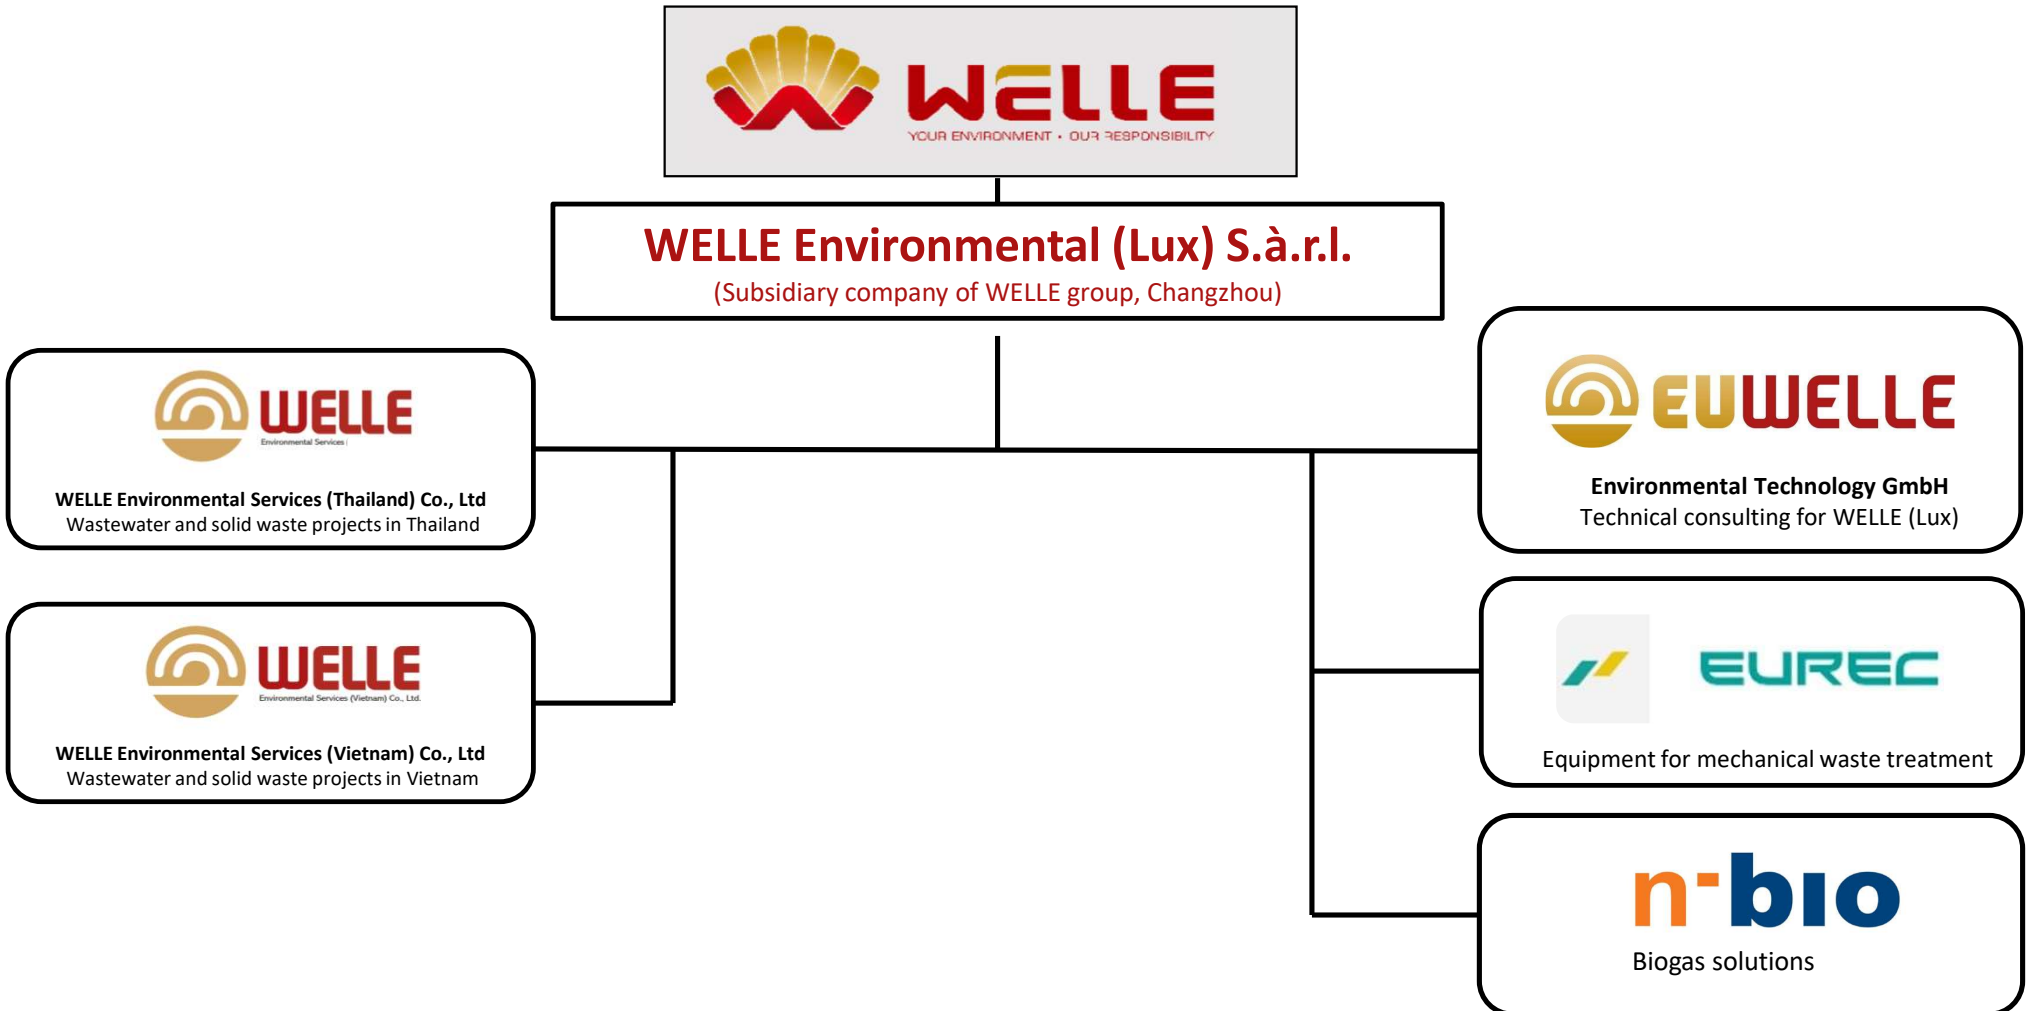 WELLE
YOUR ENVIRONMENT • OUR RESPONSIBILITY
WELLE Environmental (Lux) S.à.r.l.
(Subsidiary company of WELLE group, Changzhou)
WELLE
Environmental Services
WELLE Environmental Services (Thailand) Co., Ltd
Wastewater and solid waste projects in Thailand
WELLE
Environmental Services (Vietnam) Co., Ltd.
WELLE Environmental Services (Vietnam) Co., Ltd
Wastewater and solid waste projects in Vietnam
EUWELLE
Environmental Technology GmbH
Technical consulting for WELLE (Lux)
EUREC
Equipment for mechanical waste treatment
n-bio
Biogas solutions